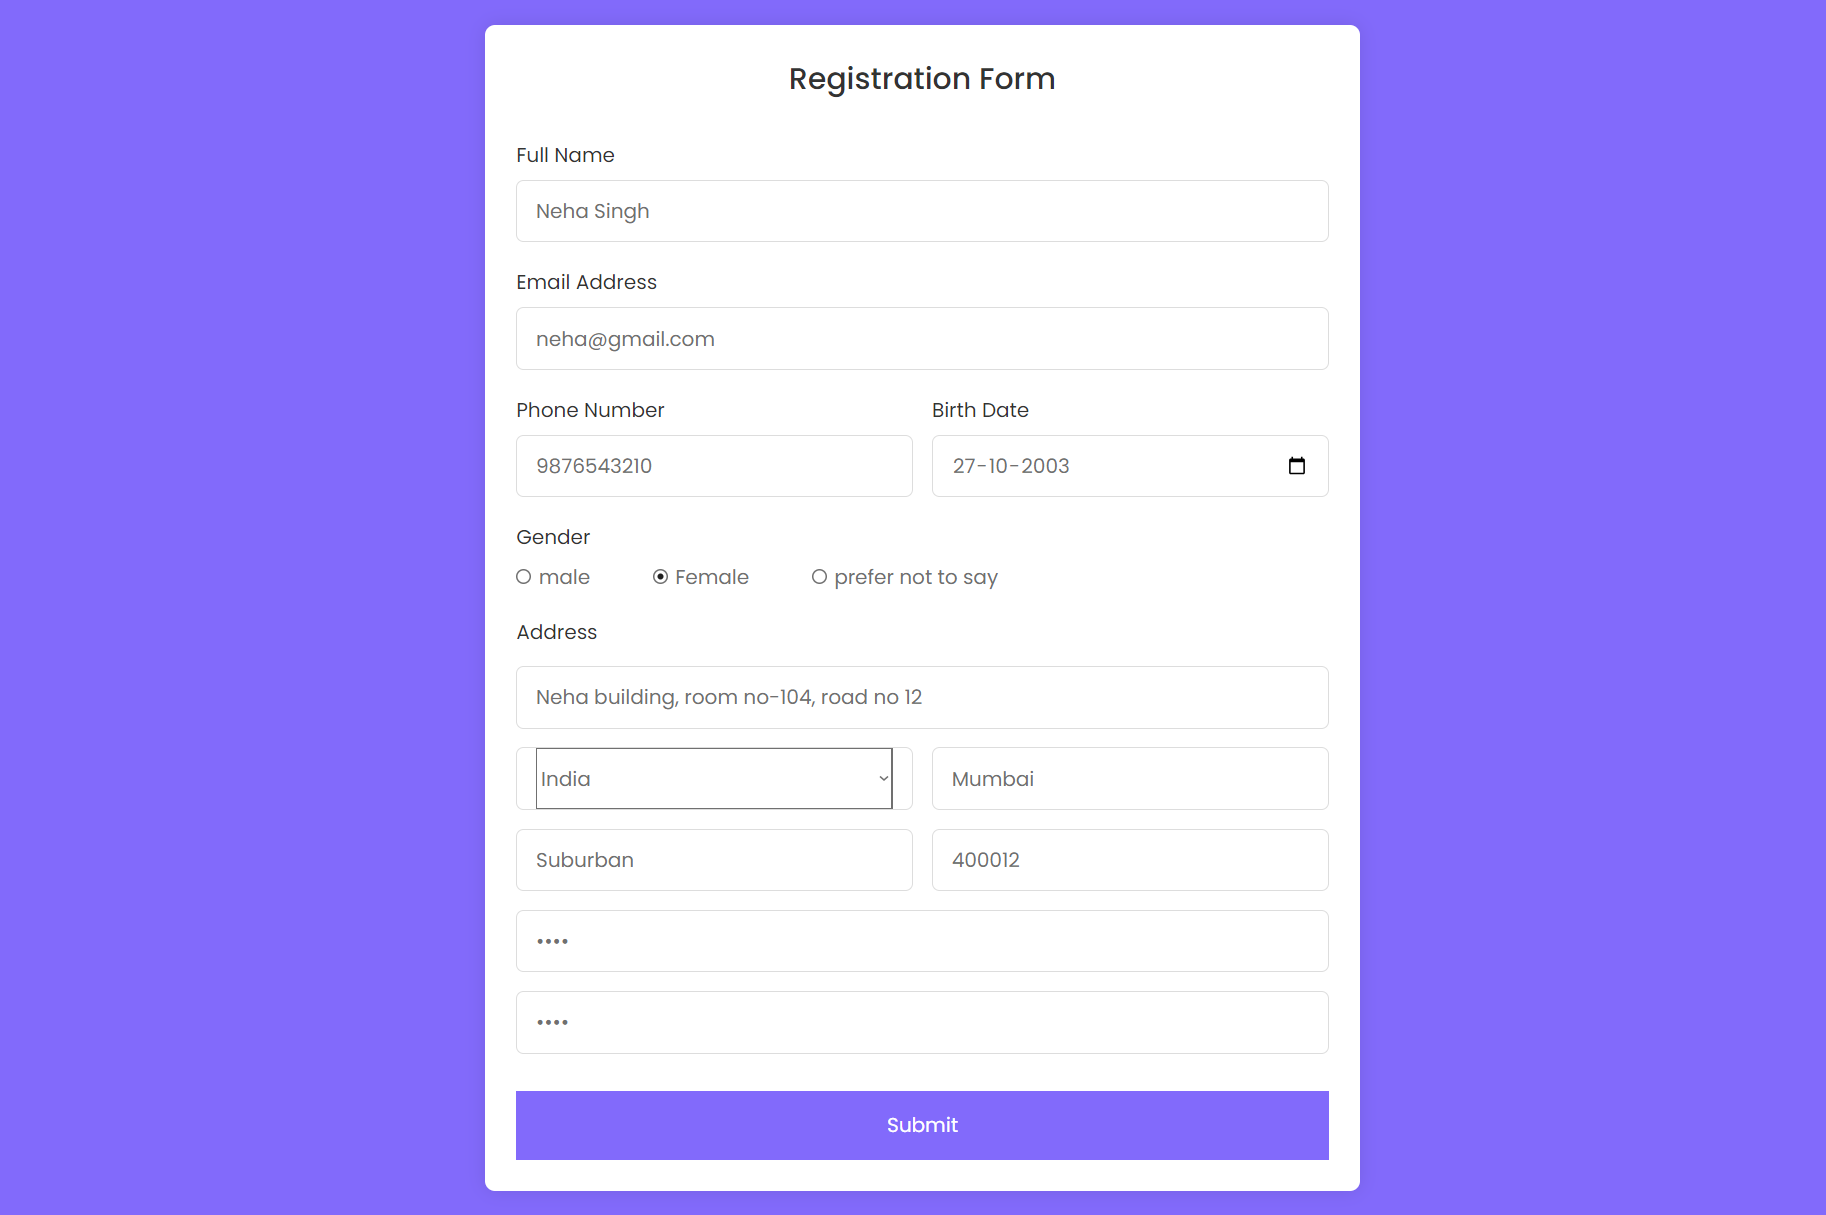 Registration Form
Full Name
Neha Singh
Email Address
neha@gmail.com
Phone Number Birth Date
9876543210 27-10-2003
Gender
male Female prefer not to say
Address
Neha building, room no-104, road no 12
India Mumbai
Suburban 400012
••••
••••
Submit